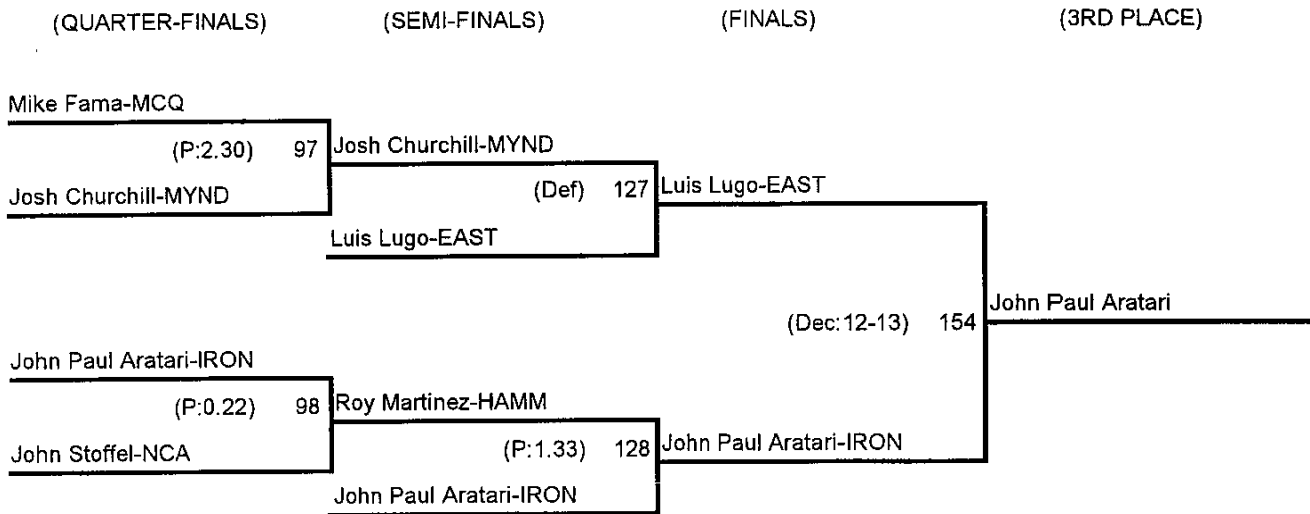 (QUARTER-FINALS) (SEMI-FINALS) (FINALS) (3RD PLACE)
Mike Fama-MCQ
(P:2.30) 97
Josh Churchill-MYND
Josh Churchill-MYND
(Def) 127
Luis Lugo-EAST
Luis Lugo-EAST
John Paul Aratari-IRON
(P:0.22) 98
John Stoffel-NCA
Roy Martinez-HAMM
(P:1.33) 128
John Paul Aratari-IRON
John Paul Aratari-IRON
(Dec:12-13) 154
John Paul Aratari